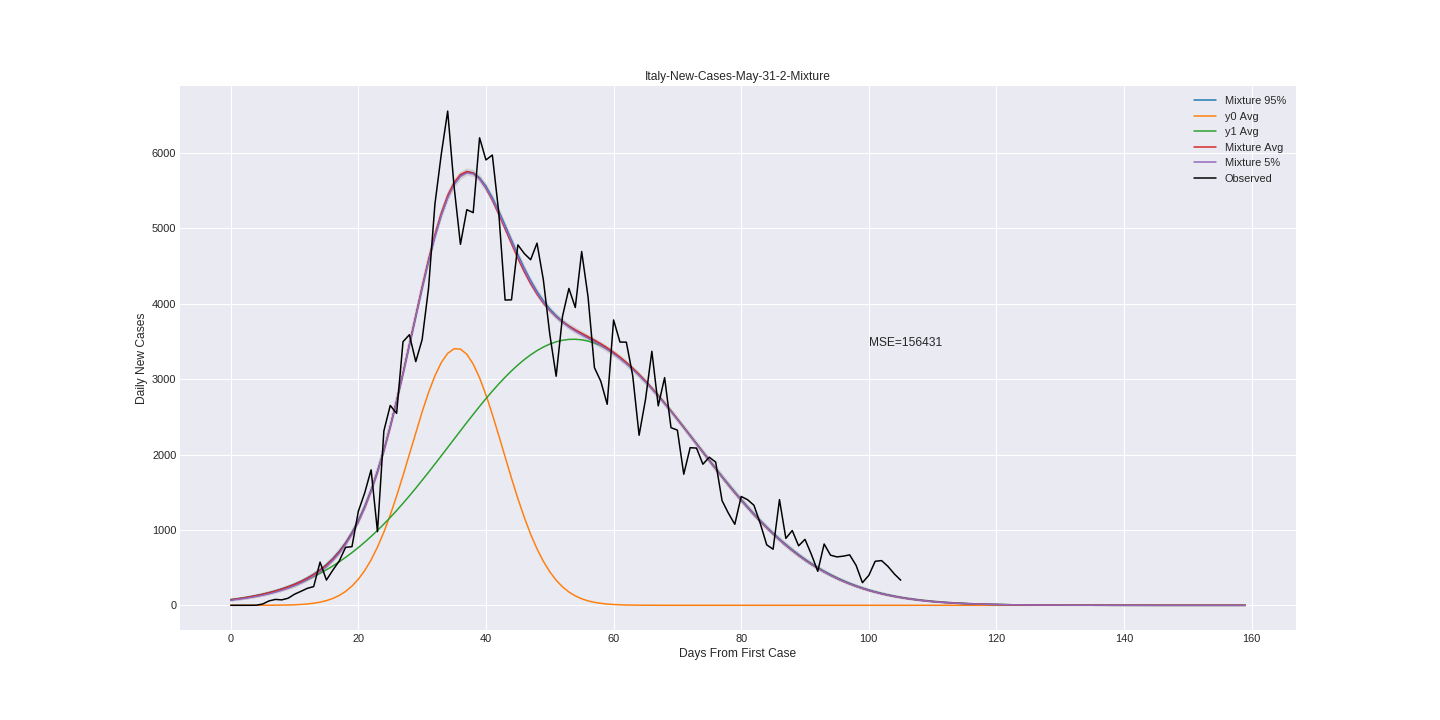 Italy-New-Cases-May-31-2-Mixture
Mixture 95%
y0 Avg
y1 Avg
Mixture Avg
Mixture 5%
Observed
Daily New Cases
6000
5000
4000
3000
2000
1000
0
MSE=156431
0 20 40 60 80 100 120 140 160
Days From First Case